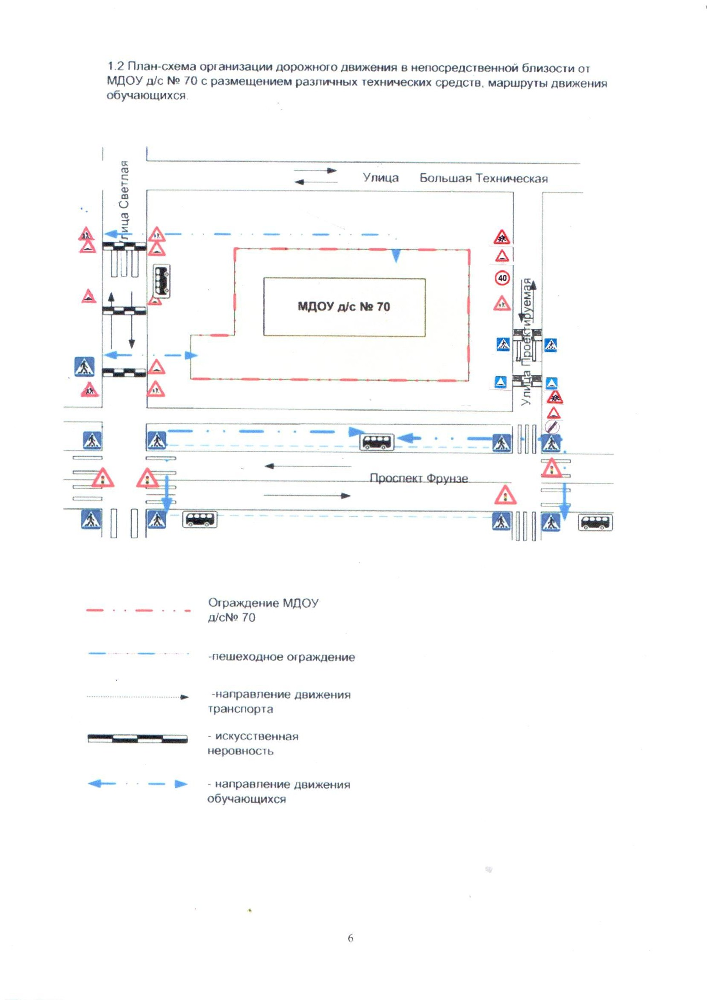 1.2 План-схема организации дорожного движения в непосредственной близости от
МДОУ д/с № 70 с размещением различных технических средств, маршруты движения
обучающихся.
Улица Большая Техническая
лица Светлая
40
МДОУ д/с № 70
Улица Проектируемая
Проспект Фрунзе
Ограждение МДОУ
д/с№ 70
-пешеходное ограждение
-направление движения
транспорта
- искусственная
неровность
- направление движения
обучающихся
6